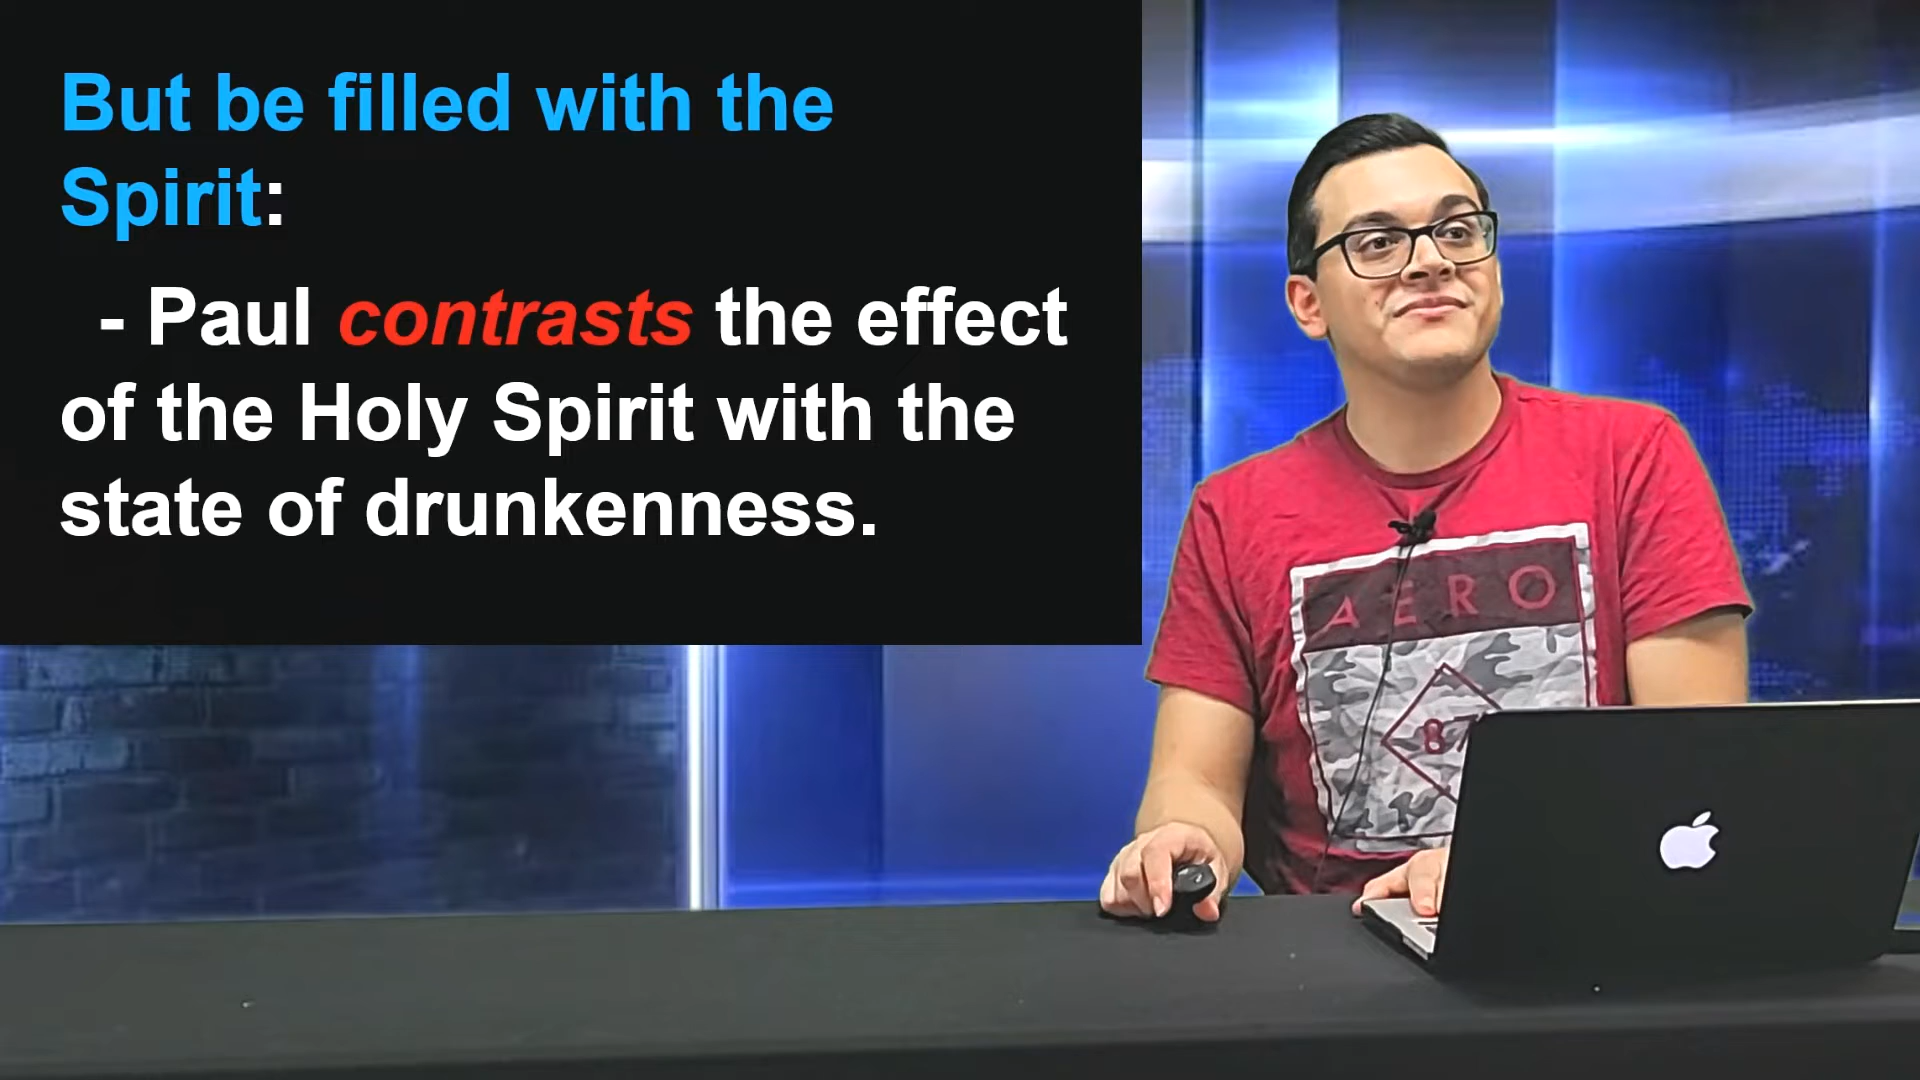 But be filled with the
Spirit:
- Paul contrasts the effect
of the Holy Spirit with the
state of drunkenness.
AERO
87